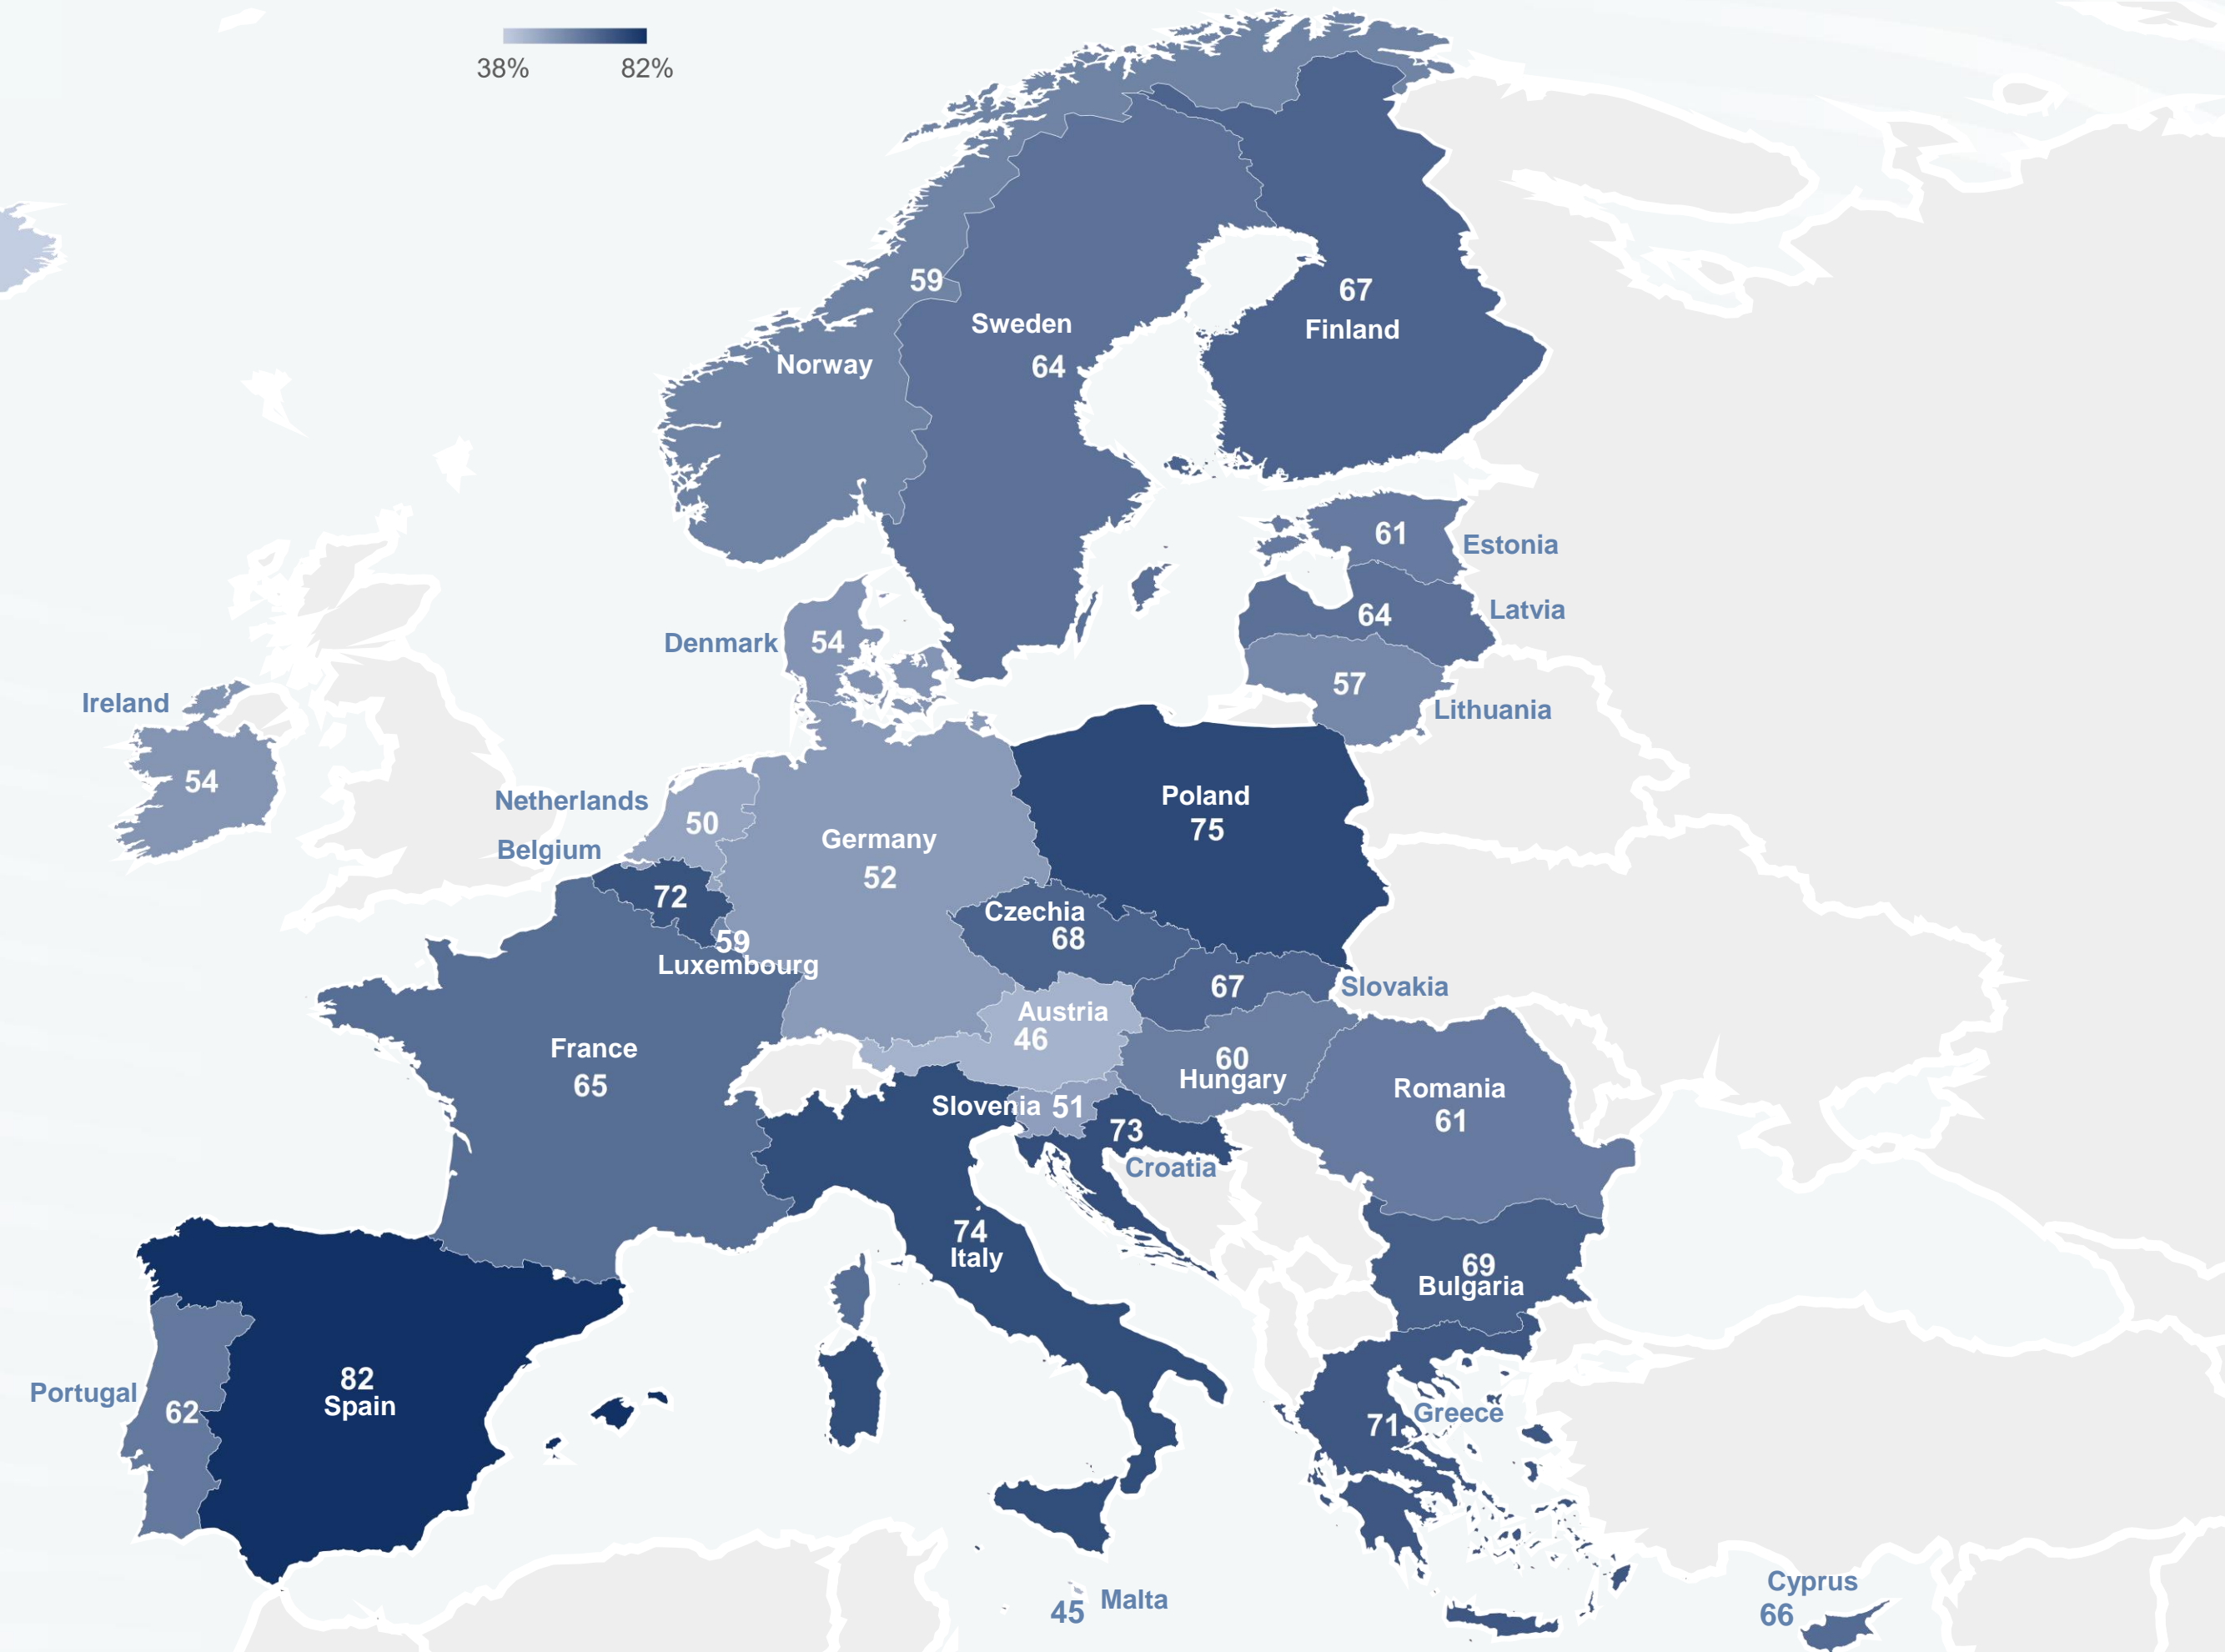 38% 82%
59
67
Sweden
Finland
Norway
64
61
Estonia
Latvia
64
Denmark
54
57
Ireland
Lithuania
54
Poland
Netherlands
50
75
Germany
Belgium
52
72
Czechia
59
68
Luxembourg
67
Slovakia
Austria
46
France
60
Hungary
65
Romania
Slovenia 51
61
73
Croatia
74
Italy
69
Bulgaria
82
Portugal
Spain
62
71
Greece
Cyprus
Malta
45
66